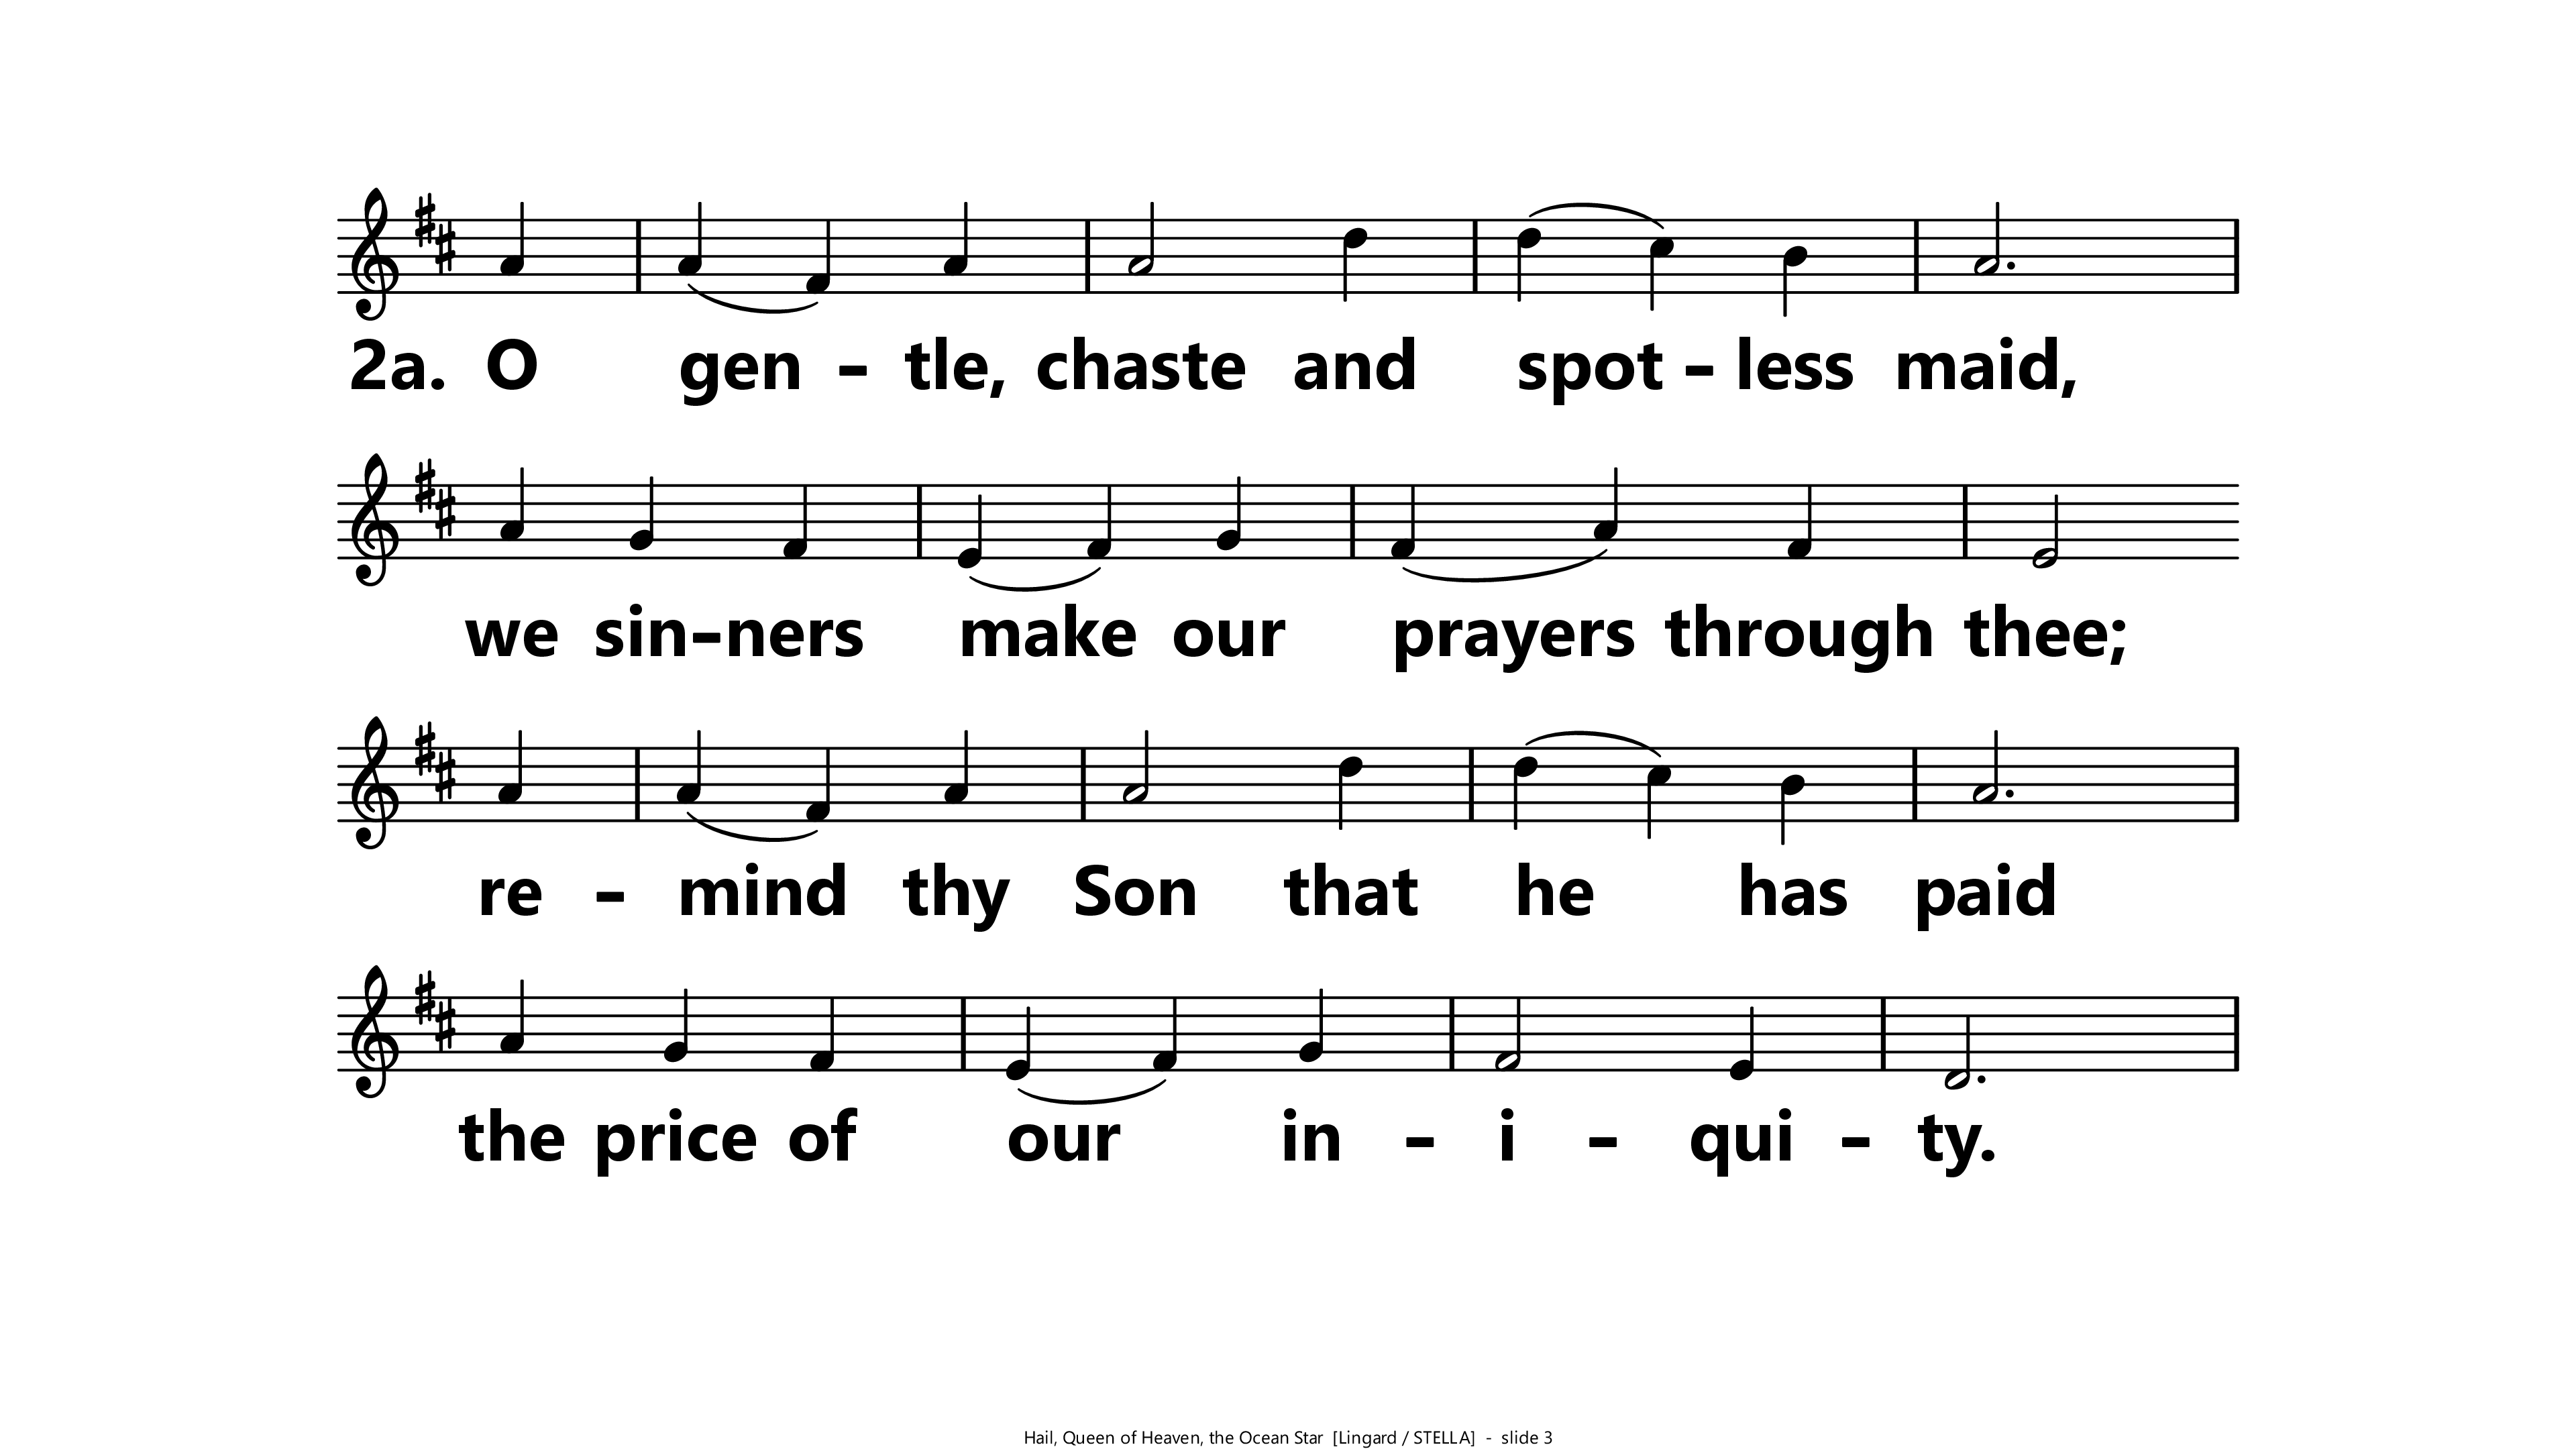 2a. O gen - tle, chaste and spot - less maid,
we sin-ners make our prayers through thee;
re - mind thy Son that he has paid
the price of our in - i - qui - ty.
Hail, Queen of Heaven, the Ocean Star [Lingard / STELLA] - slide 3